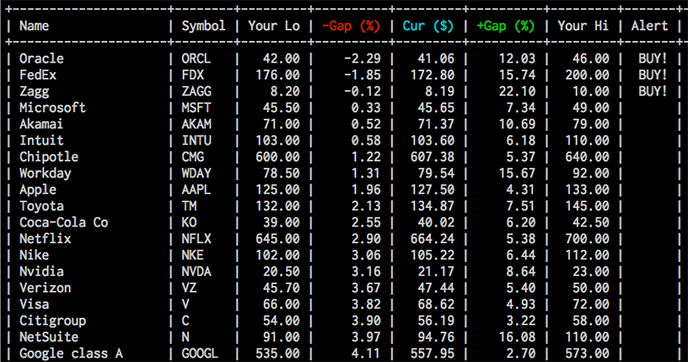 | Name | Symbol | Your Lo | -Gap (%) | Cur ($) | +Gap (%) | Your Hi | Alert |
| Oracle | ORCL | 42.00 | -2.29 | 41.06 | 12.03 | 46.00 | BUY! |
| FedEx | FDX | 176.00 | -1.85 | 172.80 | 15.74 | 200.00 | BUY! |
| Zagg | ZAGG | 8.20 | -0.12 | 8.19 | 22.10 | 10.00 | BUY! |
| Microsoft | MSFT | 45.50 | 0.33 | 45.65 | 7.34 | 49.00 | |
| Akamai | AKAM | 71.00 | 0.52 | 71.37 | 10.69 | 79.00 | |
| Intuit | INTU | 103.00 | 0.58 | 103.60 | 6.18 | 110.00 | |
| Chipotle | CMG | 600.00 | 1.22 | 607.38 | 5.37 | 640.00 | |
| Workday | WDAY | 78.50 | 1.31 | 79.54 | 15.67 | 92.00 | |
| Apple | AAPL | 125.00 | 1.96 | 127.50 | 4.31 | 133.00 | |
| Toyota | TM | 132.00 | 2.13 | 134.87 | 7.51 | 145.00 | |
| Coca-Cola Co | KO | 39.00 | 2.55 | 40.02 | 6.20 | 42.50 | |
| Netflix | NFLX | 645.00 | 2.90 | 664.24 | 5.38 | 700.00 | |
| Nike | NKE | 102.00 | 3.06 | 105.22 | 6.44 | 112.00 | |
| Nvidia | NVDA | 20.50 | 3.16 | 21.17 | 8.64 | 23.00 | |
| Verizon | VZ | 45.70 | 3.67 | 47.44 | 5.40 | 50.00 | |
| Visa | V | 66.00 | 3.82 | 68.62 | 4.93 | 72.00 | |
| Citigroup | C | 54.00 | 3.90 | 56.19 | 3.22 | 58.00 | |
| NetSuite | N | 91.00 | 3.97 | 94.76 | 16.08 | 110.00 | |
| Google class A | GOOGL | 535.00 | 4.11 | 557.95 | 2.70 | 573.00 | |